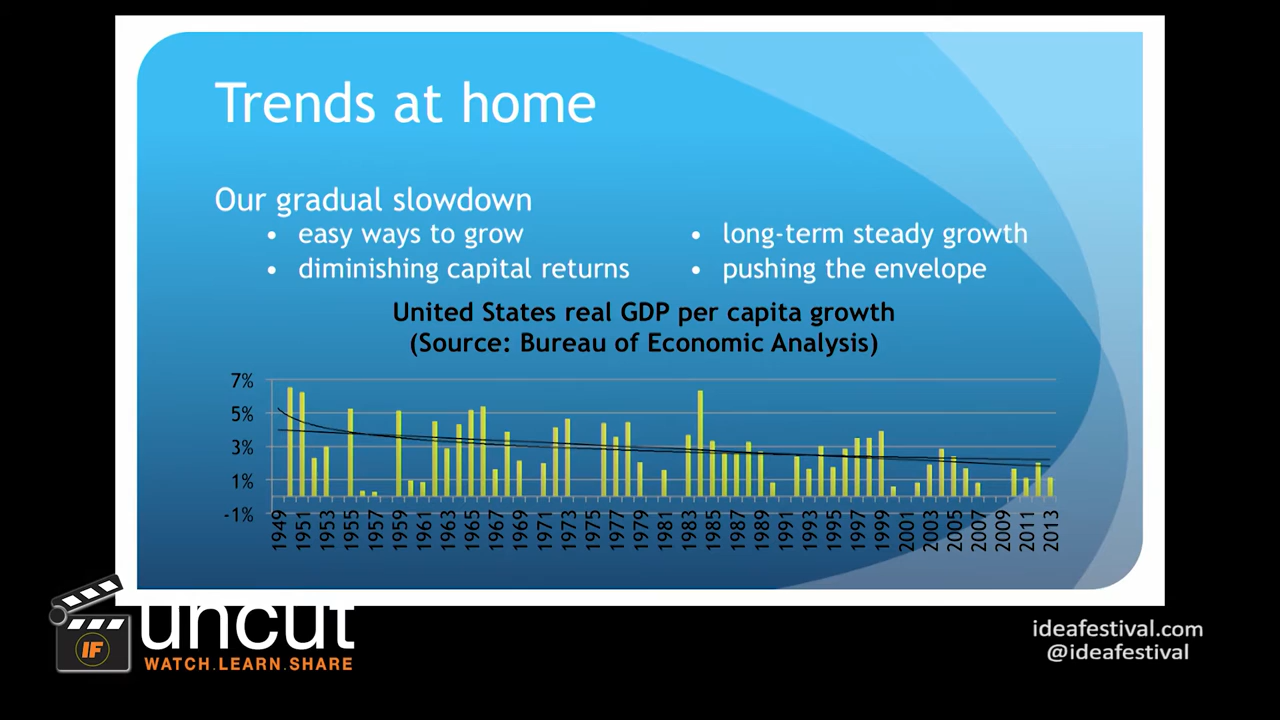 Trends at home
Our gradual slowdown
• easy ways to grow
• diminishing capital returns
• long-term steady growth
• pushing the envelope
United States real GDP per capita growth
(Source: Bureau of Economic Analysis)
7%
5%
3%
1%
-1%
1949
1951
1953
1955
1957
1959
1961
1963
1965
1967
1969
1971
1973
1975
1977
1979
1981
1983
1985
1987
1989
1991
1993
1995
1997
1999
2001
2003
2005
2007
2009
2011
2013
IF
uncut
WATCH.LEARN.SHARE
ideafestival.com
@ideafestival